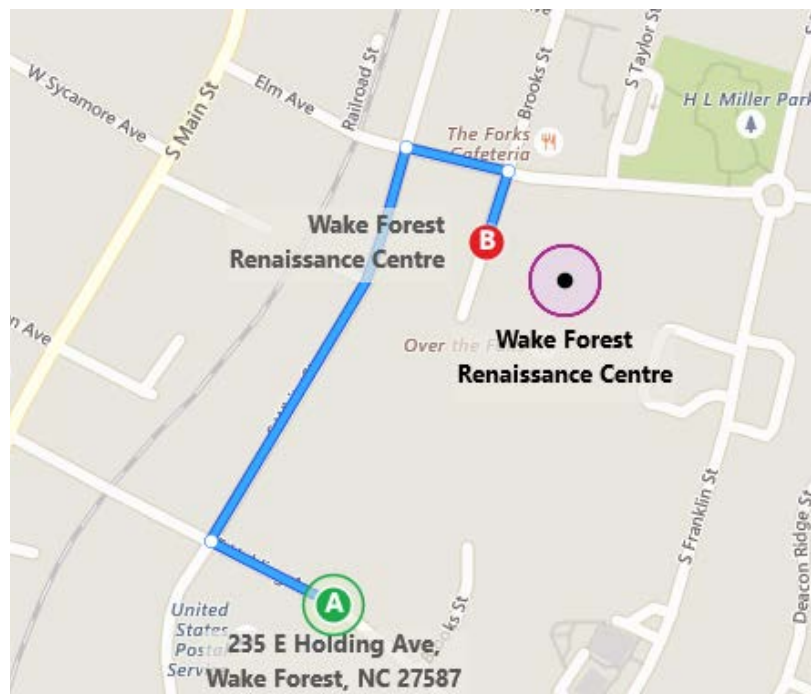 W Sycamore Ave
S Main St
Elm Ave
Railroad St
Brooks St
S Taylor St
H L Miller Park
The Forks
Cafeteria
Wake Forest
Renaissance Centre
B
Wake Forest
Renaissance Centre
Over the
Ave
S Franklin St
Deacon Ridge St
Brooks St
A
United
States
Postal
Service
235 E Holding Ave,
Wake Forest, NC 27587